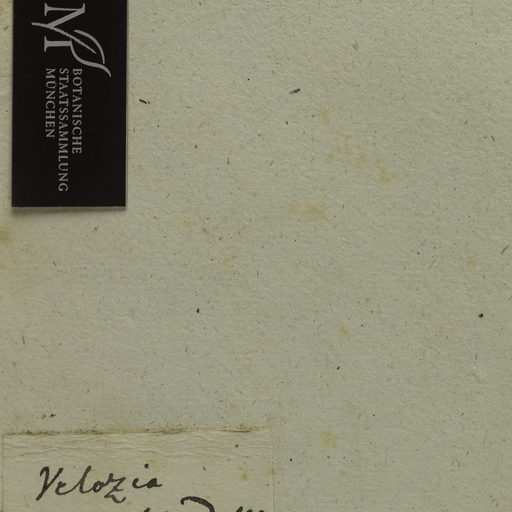 M
BOTANISCHE
STAATSSAMMLUNG
MÜNCHEN
Velozia